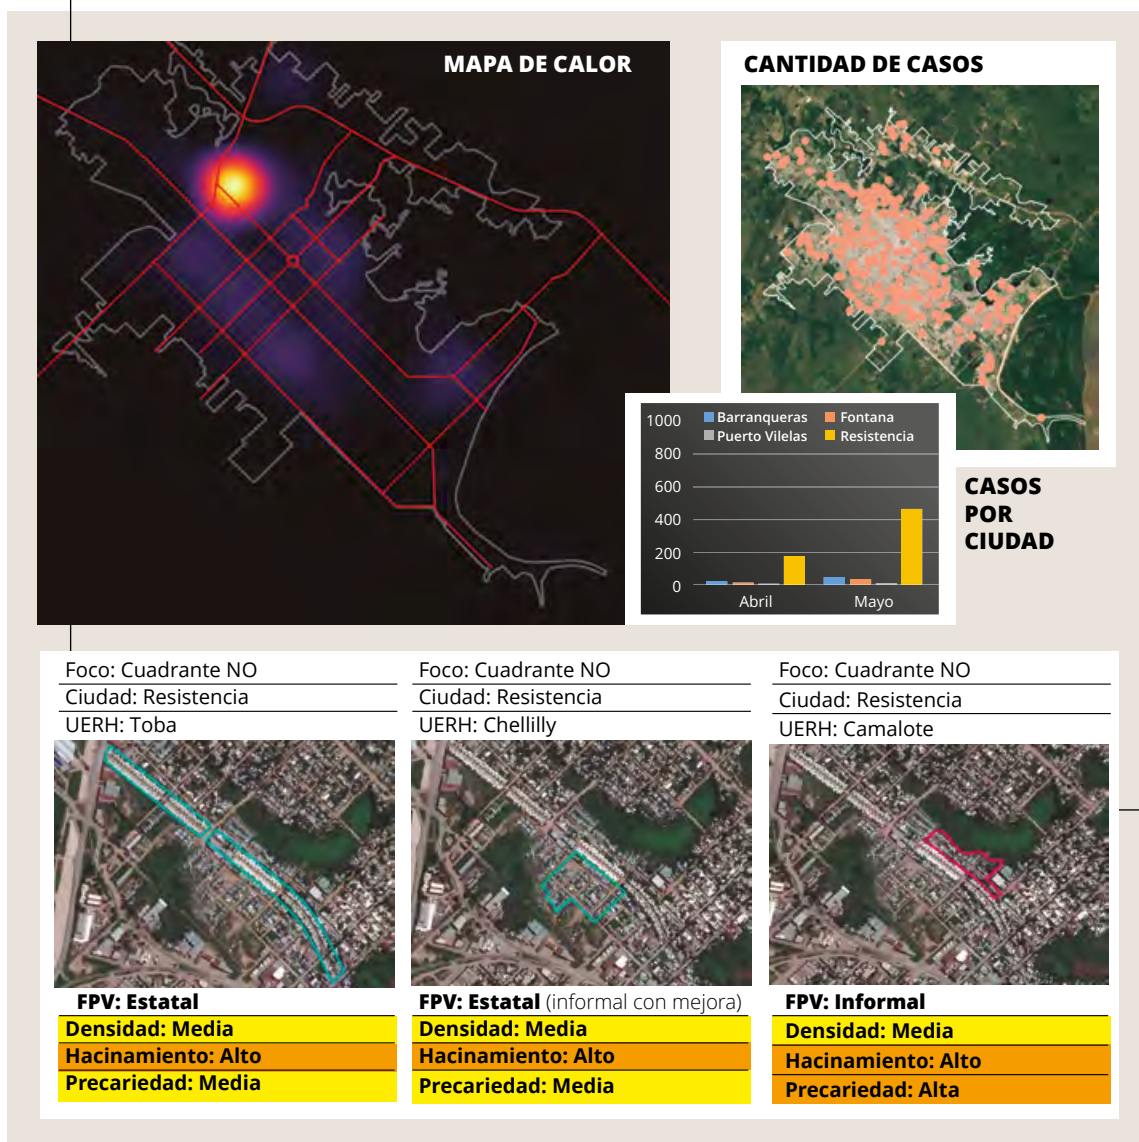 MAPA DE CALOR
CANTIDAD DE CASOS
1000
800
600
400
200
0
Barranqueras
Fontana
Puerto Vilelas
Resistencia
Abril
Mayo
CASOS
POR
CIUDAD
Foco: Cuadrante NO
Ciudad: Resistencia
UERH: Toba
FPV: Estatal
Densidad: Media
Hacinamiento: Alto
Precariedad: Media
Foco: Cuadrante NO
Ciudad: Resistencia
UERH: Chellilly
FPV: Estatal (informal con mejora)
Densidad: Media
Hacinamiento: Alto
Precariedad: Media
Foco: Cuadrante NO
Ciudad: Resistencia
UERH: Camalote
FPV: Informal
Densidad: Media
Hacinamiento: Alto
Precariedad: Alta